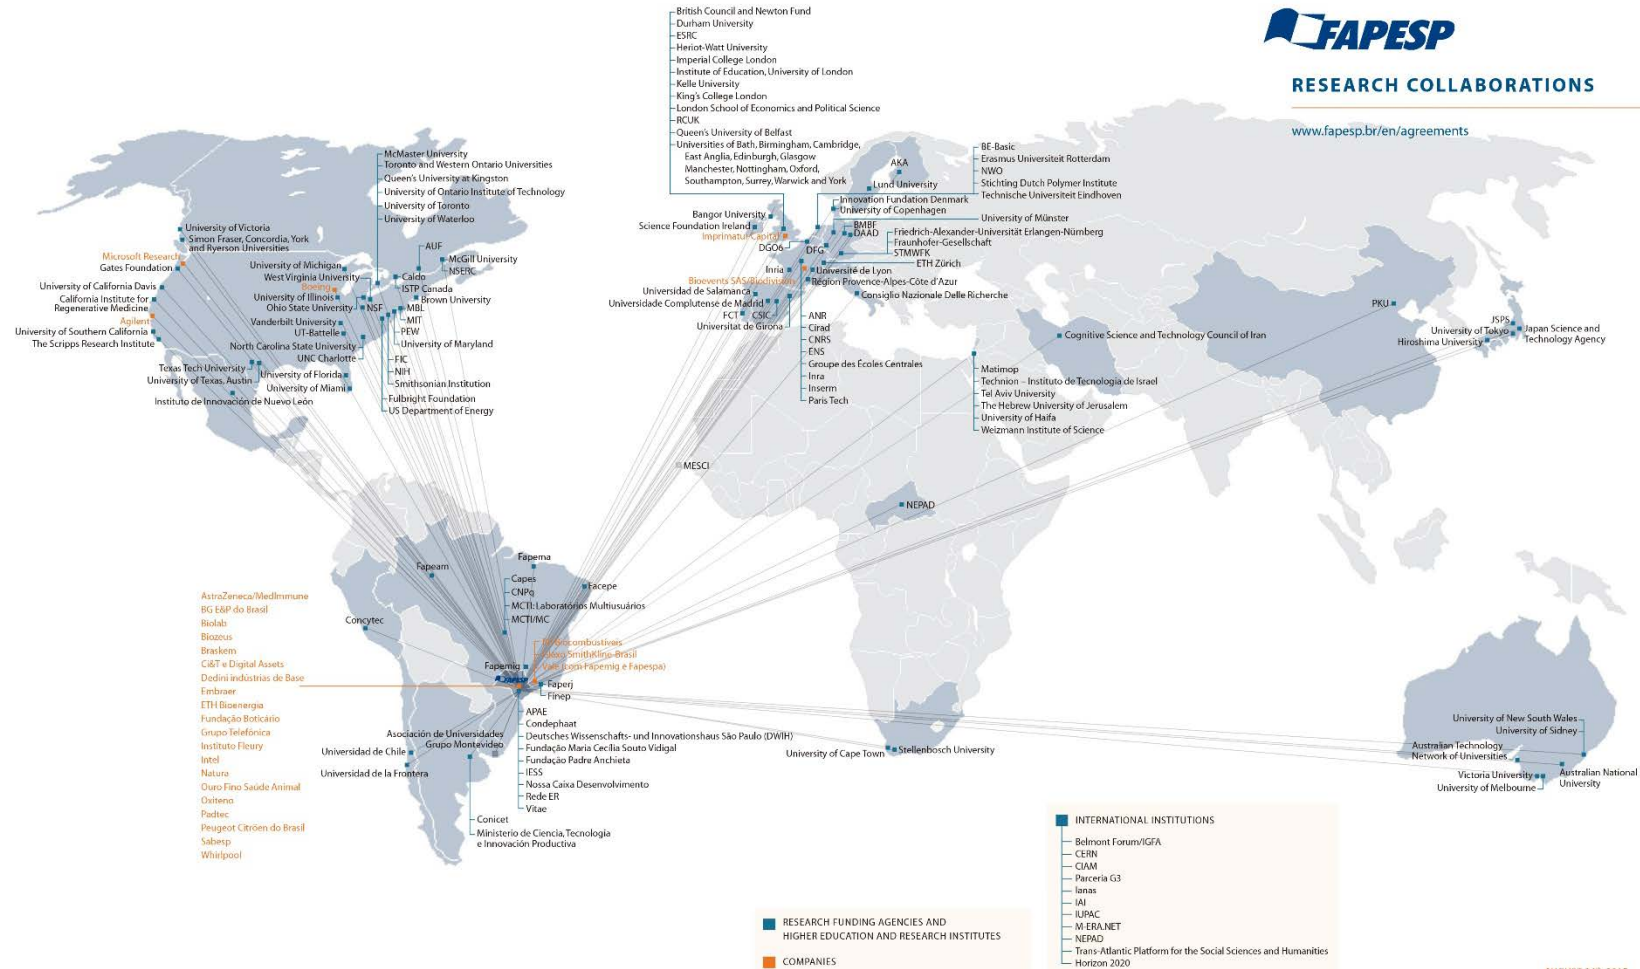 FAPESP
RESEARCH COLLABORATIONS
www.fapesp.br/en/agreements
British Council and Newton Fund
Durham University
ESRC
Heriot-Watt University
Imperial College London
Institute of Education, University of London
Kelle University
King's College London
London School of Economics and Political Science
RCUK
Queen's University of Belfast
Universities of Bath, Birmingham, Cambridge,
East Anglia, Edinburgh, Glasgow
Manchester, Nottingham, Oxford,
Southampton, Surrey, Warwick and York
McMaster University
Toronto and Western Ontario Universities
Queen's University at Kingston
University of Ontario Institute of Technology
University of Toronto
University of Waterloo
University of Victoria
Simon Fraser, Concordia, York
and Ryerson Universities
Microsoft Research
Gates Foundation
University of California Davis
California Institute for
Regenerative Medicine
Agilent
University of Southern California
The Scripps Research Institute
AUF
McGill University
NSERC
University of Michigan
West Virginia University
Boeing
University of Illinois
Ohio State University
NSF
Caldo
ISTP Canada
Brown University
MBL
MIT
PEW
University of Maryland
Vanderbilt University
UT-Battelle
North Carolina State University
UNC Charlotte
FIC
NIH
Smithsonian Institution
Fulbright Foundation
US Department of Energy
Texas Tech University
University of Texas, Austin
University of Florida
University of Miami
Instituto de Innovación de Nuevo León
AKA
Lund University
BE-Basic
Erasmus Universiteit Rotterdam
NWO
Stichting Dutch Polymer Institute
Technische Universiteit Eindhoven
Innovation Fundation Denmark
University of Copenhagen
University of Münster
BMBF
DAAD
Friedrich-Alexander-Universität Erlangen-Nürnberg
Fraunhofer-Gesellschaft
STMWFK
ETH Zürich
Bangor University
Science Foundation Ireland
Imprimatur Capital
DGO6
DFG
Inria
Université de Lyon
Bioevents SAS/Biodivision
Région Provence-Alpes-Côte d'Azur
Universidad de Salamanca
Consiglio Nazionale Delle Richerche
Universidade Complutense de Madrid
FCT
CSIC
Universitat de Girona
ANR
Cirad
CNRS
ENS
Groupe des Écoles Centrales
Inra
Inserm
Paris Tech
Cognitive Science and Technology Council of Iran
Matimop
Technion – Instituto de Tecnologia de Israel
Tel Aviv University
The Hebrew University of Jerusalem
University of Haifa
Weizmann Institute of Science
PKU
JSPS
University of Tokyo
Hiroshima University
Japan Science and
Technology Agency
MESCI
NEPAD
Fapema
Fapeam
Capes
CNPq
MCTI: Laboratórios Multiusuários
MCTI/MC
Facepe
Concytec
SmithKline Brasil
Vale (com Fapemig e Fapespa)
Fapemig
FAPESP
Faperj
Finep
AstraZeneca/MedImmune
BG E&P do Brasil
Biolab
Biozeus
Braskem
Ci&T e Digital Assets
Dedini indústrias de Base
Embraer
ETH Bioenergia
Fundação Boticário
Grupo Telefónica
Instituto Fleury
Intel
Natura
Ouro Fino Saúde Animal
Oxiteno
Padtec
Peugeot Citröen do Brasil
Sabesp
Whirlpool
APAE
Condephaat
Deutsches Wissenschafts- und Innovationshaus São Paulo (DWIH)
Fundação Maria Cecília Souto Vidigal
Fundação Padre Anchieta
IESS
Nossa Caixa Desenvolvimento
Rede ER
Vitae
Asociación de Universidades
Grupo Montevideo
Universidad de Chile
Universidad de la Frontera
Conicet
Ministerio de Ciencia, Tecnología
e Innovación Productiva
University of Cape Town
Stellenbosch University
University of New South Wales
University of Sidney
Australian Technology
Network of Universities
Victoria University
University of Melbourne
Australian National
University
RESEARCH FUNDING AGENCIES AND
HIGHER EDUCATION AND RESEARCH INSTITUTES
COMPANIES
INTERNATIONAL INSTITUTIONS
Belmont Forum/IGFA
CERN
CIAM
Parceria G3
Ianas
IAI
IUPAC
M-ERA.NET
NEPAD
Trans-Atlantic Platform for the Social Sciences and Humanities
Horizon 2020